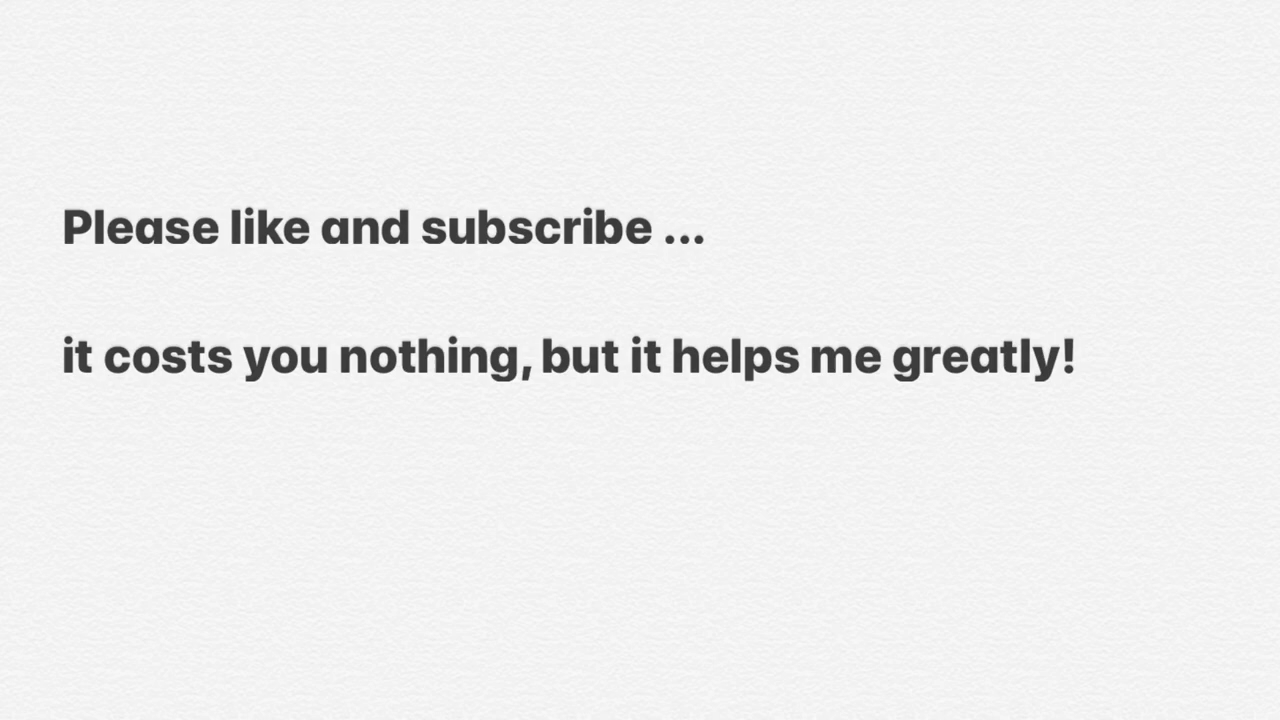 Please like and subscribe ...
it costs you nothing, but it helps me greatly!